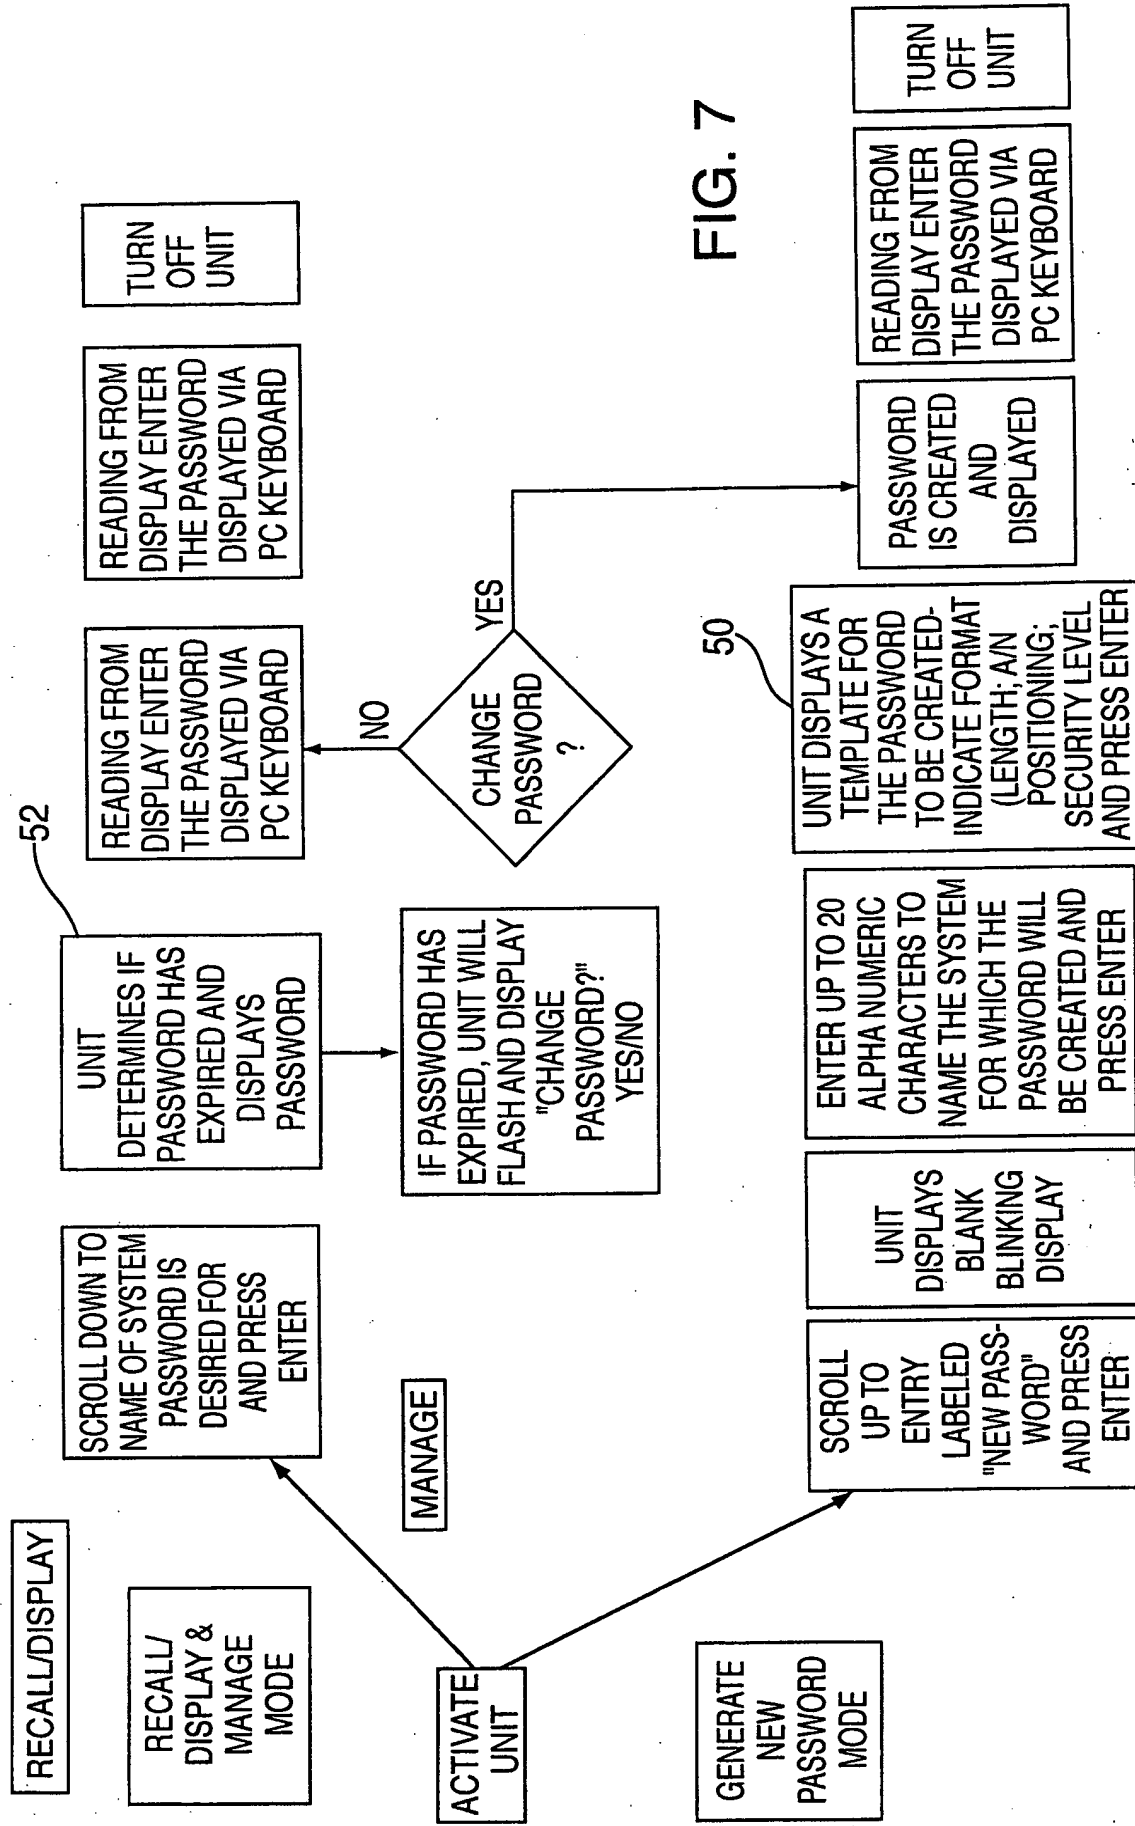 RECALL/DISPLAY
RECALL/
DISPLAY &
MANAGE
MODE
SCROLL DOWN TO
NAME OF SYSTEM
PASSWORD IS
DESIRED FOR
AND PRESS
ENTER
52
UNIT
DETERMINES IF
PASSWORD HAS
EXPIRED AND
DISPLAYS
PASSWORD
READING FROM
DISPLAY ENTER
THE PASSWORD
DISPLAYED VIA
PC KEYBOARD
READING FROM
DISPLAY ENTER
THE PASSWORD
DISPLAYED VIA
PC KEYBOARD
TURN
OFF
UNIT
ACTIVATE
UNIT
MANAGE
IF PASSWORD HAS
EXPIRED, UNIT WILL
FLASH AND DISPLAY
"CHANGE
PASSWORD?"
YES/NO
NO
CHANGE
PASSWORD
?
YES
FIG. 7
GENERATE
NEW
PASSWORD
MODE
SCROLL
UP TO
ENTRY
LABELED
"NEW PASS-
WORD"
AND PRESS
ENTER
UNIT
DISPLAYS
BLANK
BLINKING
DISPLAY
ENTER UP TO 20
ALPHA NUMERIC
CHARACTERS TO
NAME THE SYSTEM
FOR WHICH THE
PASSWORD WILL
BE CREATED AND
PRESS ENTER
50
UNIT DISPLAYS A
TEMPLATE FOR
THE PASSWORD
TO BE CREATED-
INDICATE FORMAT
(LENGTH; A/N
POSITIONING;
SECURITY LEVEL
AND PRESS ENTER
PASSWORD
IS CREATED
AND
DISPLAYED
READING FROM
DISPLAY ENTER
THE PASSWORD
DISPLAYED VIA
PC KEYBOARD
TURN
OFF
UNIT